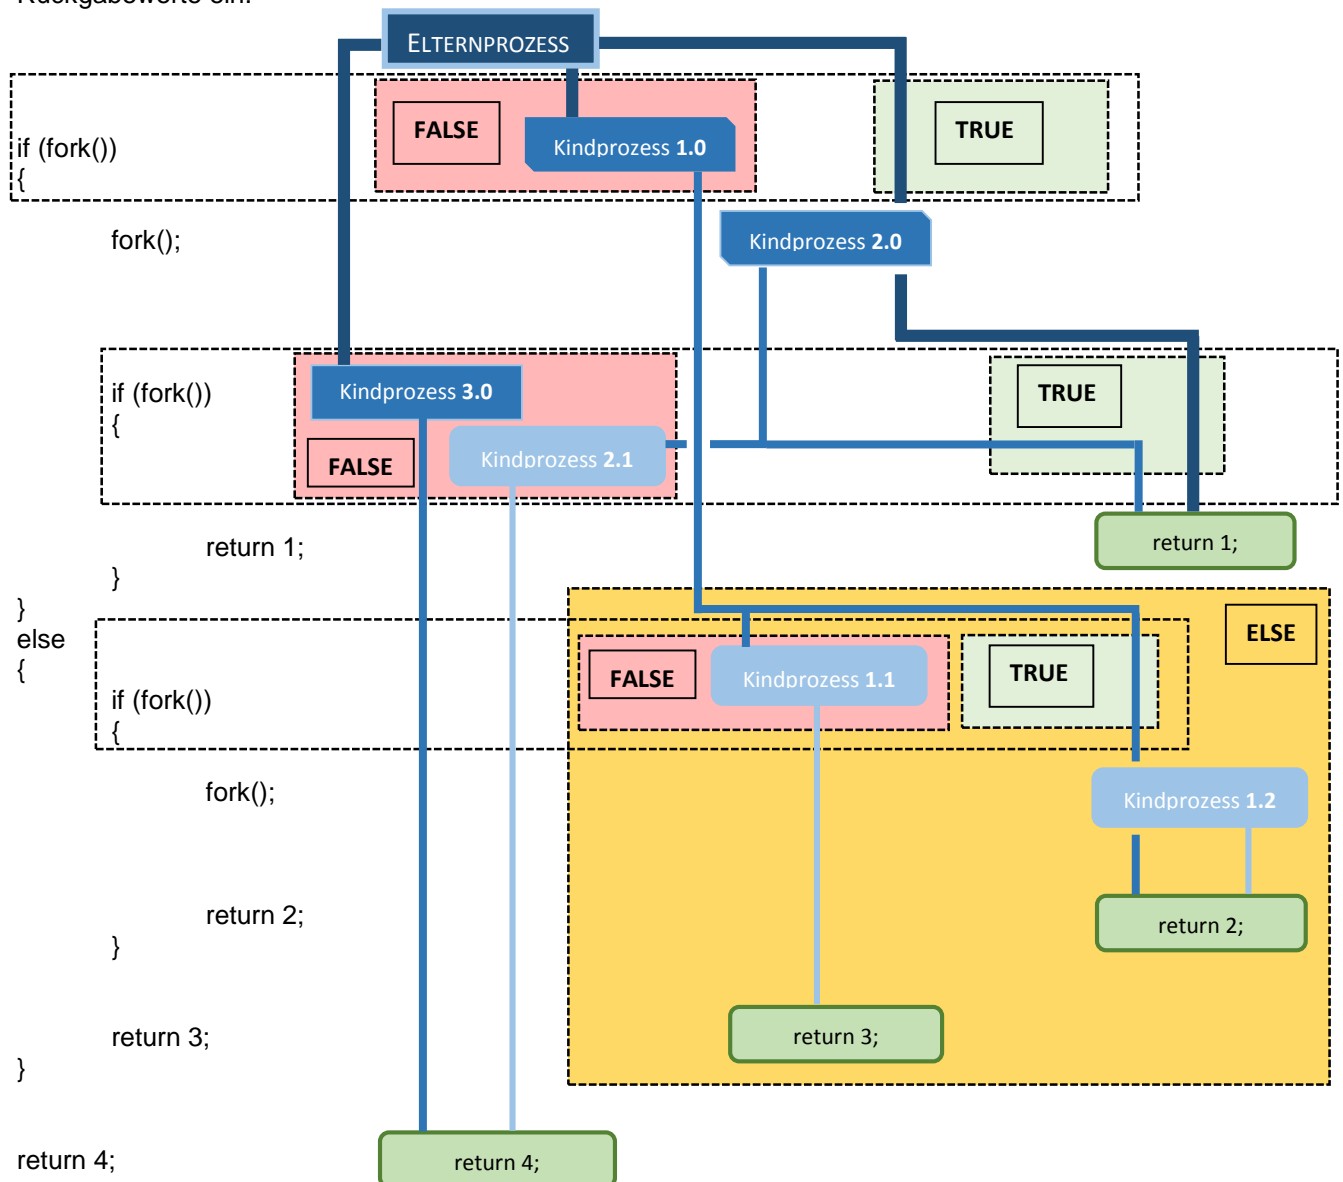 Rückgabewerte ein.
ELTERNPROZESS
FALSE
Kindprozess 1.0
TRUE
if (fork())
{
fork();
Kindprozess 2.0
if (fork())
{
Kindprozess 3.0
TRUE
FALSE
Kindprozess 2.1
return 1;
return 1;
}
}
else
{
ELSE
FALSE
Kindprozess 1.1
TRUE
if (fork())
{
fork();
Kindprozess 1.2
return 2;
return 2;
}
return 3;
return 3;
}
return 4;
return 4;